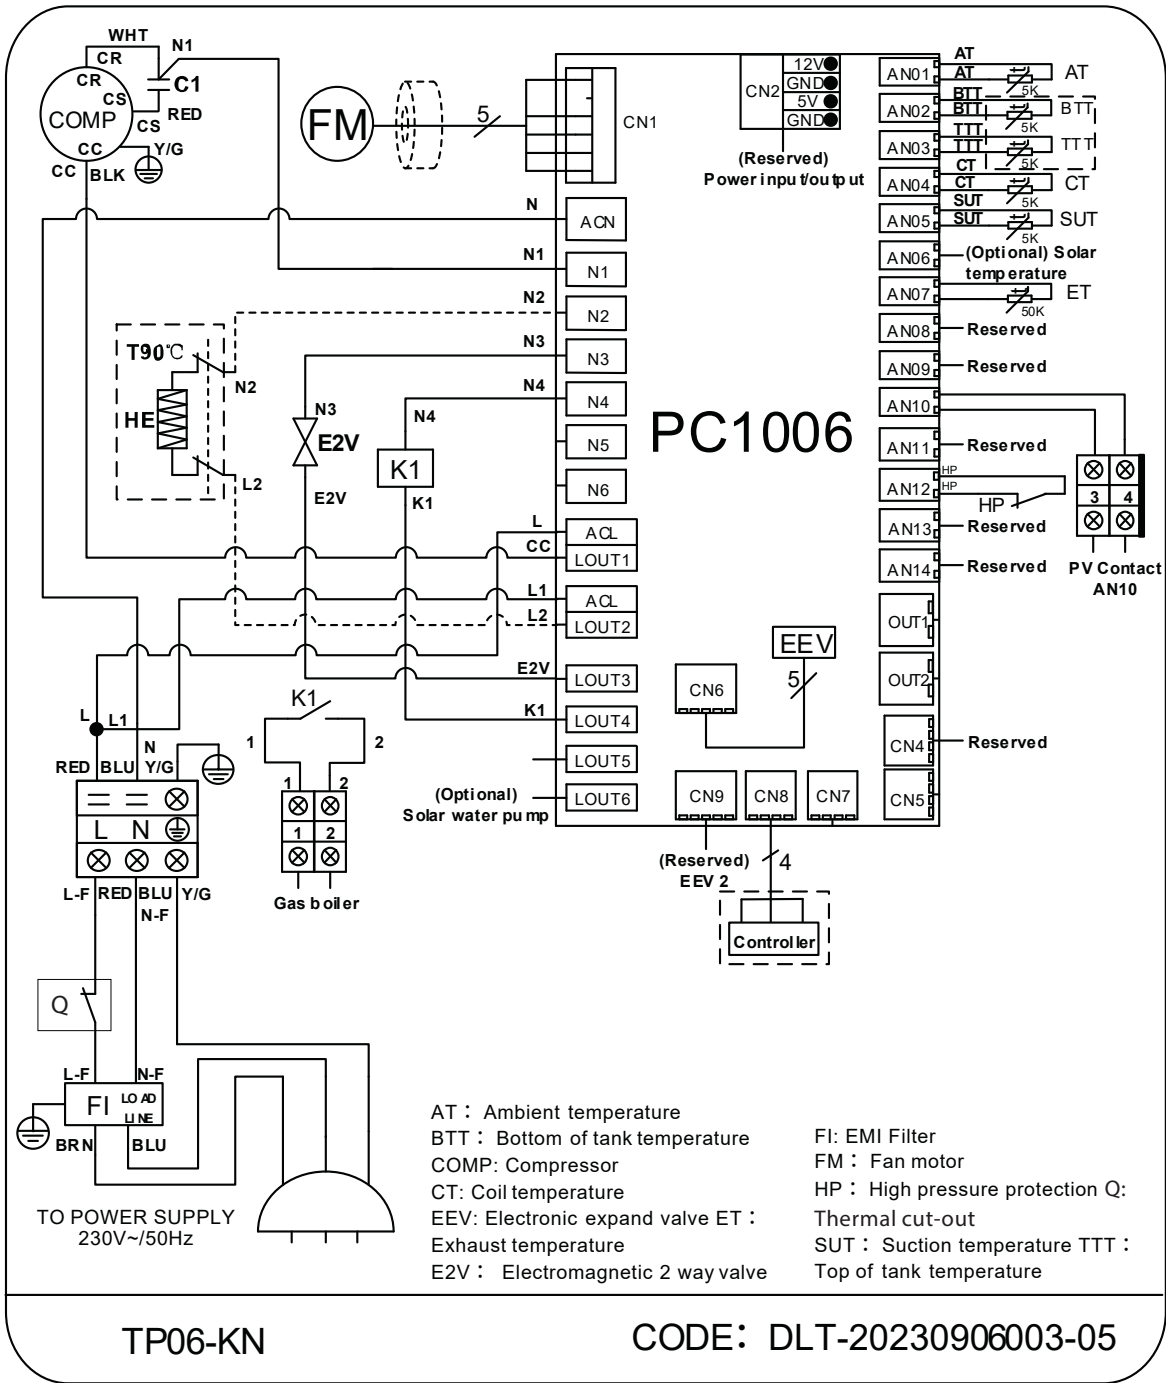 WHT
N1
CR
CR
CS
C1
RED
COMP
CS
CC
Y/G
CC
BLK
FM
5
CN1
CN2
12V
GND
5V
GND
(Reserved)
Power input/output
AN01
AT
AT
5K
AT
AN02
BTT
BTT
5K
BTT
AN03
TTT
TTT
5K
TTT
AN04
CT
CT
5K
CT
AN05
SUT
SUT
5K
SUT
AN06
(Optional) Solar
temperature
AN07
50K
ET
AN08
Reserved
AN09
Reserved
AN10
AN11
Reserved
AN12
HP
HP
HP
AN13
Reserved
AN14
Reserved
3
4
PV Contact
AN10
OUT1
OUT2
CN4
Reserved
CN5
N
ACN
N1
N1
N2
N2
N3
N3
N4
N4
N5
N6
L
ACL
CC
LOUT1
L1
ACL
L2
LOUT2
E2V
LOUT3
K1
LOUT4
LOUT5
(Optional)
Solar water pump
LOUT6
PC1006
T90℃
N2
HE
L2
N3
E2V
E2V
N4
K1
K1
EEV
5
CN6
CN9
CN8
CN7
(Reserved)
EEV 2
4
Controller
K1
1
2
1
2
1
2
Gas boiler
L
L1
N
RED
BLU
Y/G
L
N
L-F
RED
BLU
Y/G
N-F
Q
L-F
N-F
FI
LOAD
LINE
BRN
BLU
TO POWER SUPPLY
230V~/50Hz
AT： Ambient temperature
BTT： Bottom of tank temperature
COMP: Compressor
CT: Coil temperature
EEV: Electronic expand valve ET：
Exhaust temperature
E2V： Electromagnetic 2 way valve
FI: EMI Filter
FM： Fan motor
HP： High pressure protection Q:
Thermal cut-out
SUT： Suction temperature TTT：
Top of tank temperature
TP06-KN
CODE： DLT-20230906003-05